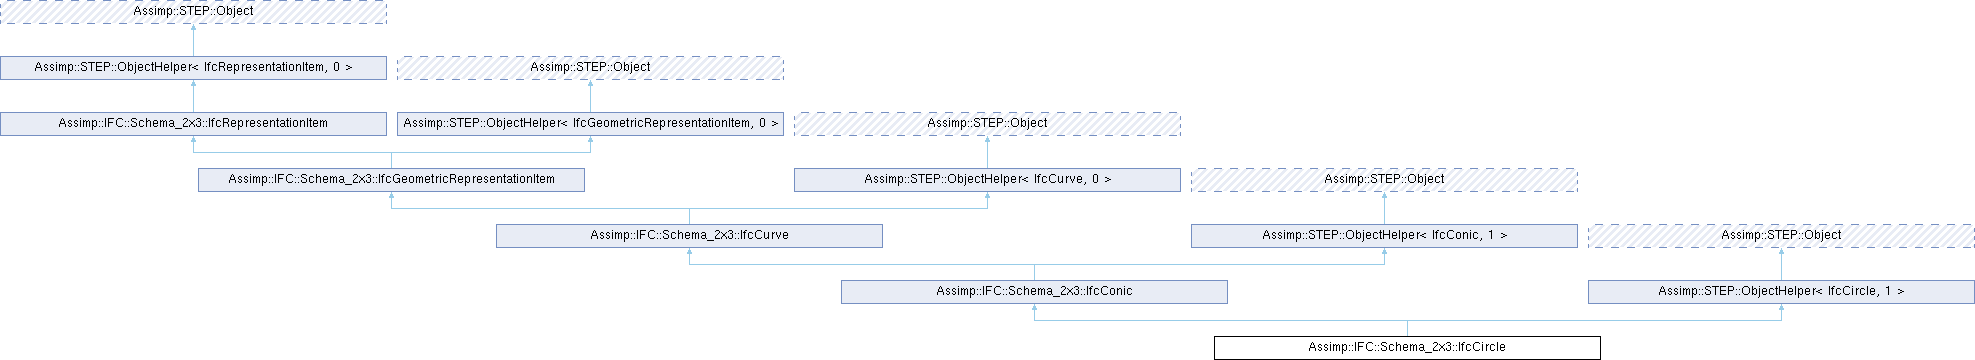 Assimp::STEP::Object
Assimp::STEP::ObjectHelper< IfcRepresentationItem, 0 >
Assimp::STEP::Object
Assimp::IFC::Schema_2x3::IfcRepresentationItem
Assimp::STEP::ObjectHelper< IfcGeometricRepresentationItem, 0 >
Assimp::STEP::Object
Assimp::IFC::Schema_2x3::IfcGeometricRepresentationItem
Assimp::STEP::ObjectHelper< IfcCurve, 0 >
Assimp::STEP::Object
Assimp::IFC::Schema_2x3::IfcCurve
Assimp::STEP::ObjectHelper< IfcConic, 1 >
Assimp::STEP::Object
Assimp::IFC::Schema_2x3::IfcConic
Assimp::STEP::ObjectHelper< IfcCircle, 1 >
Assimp::IFC::Schema_2x3::IfcCircle